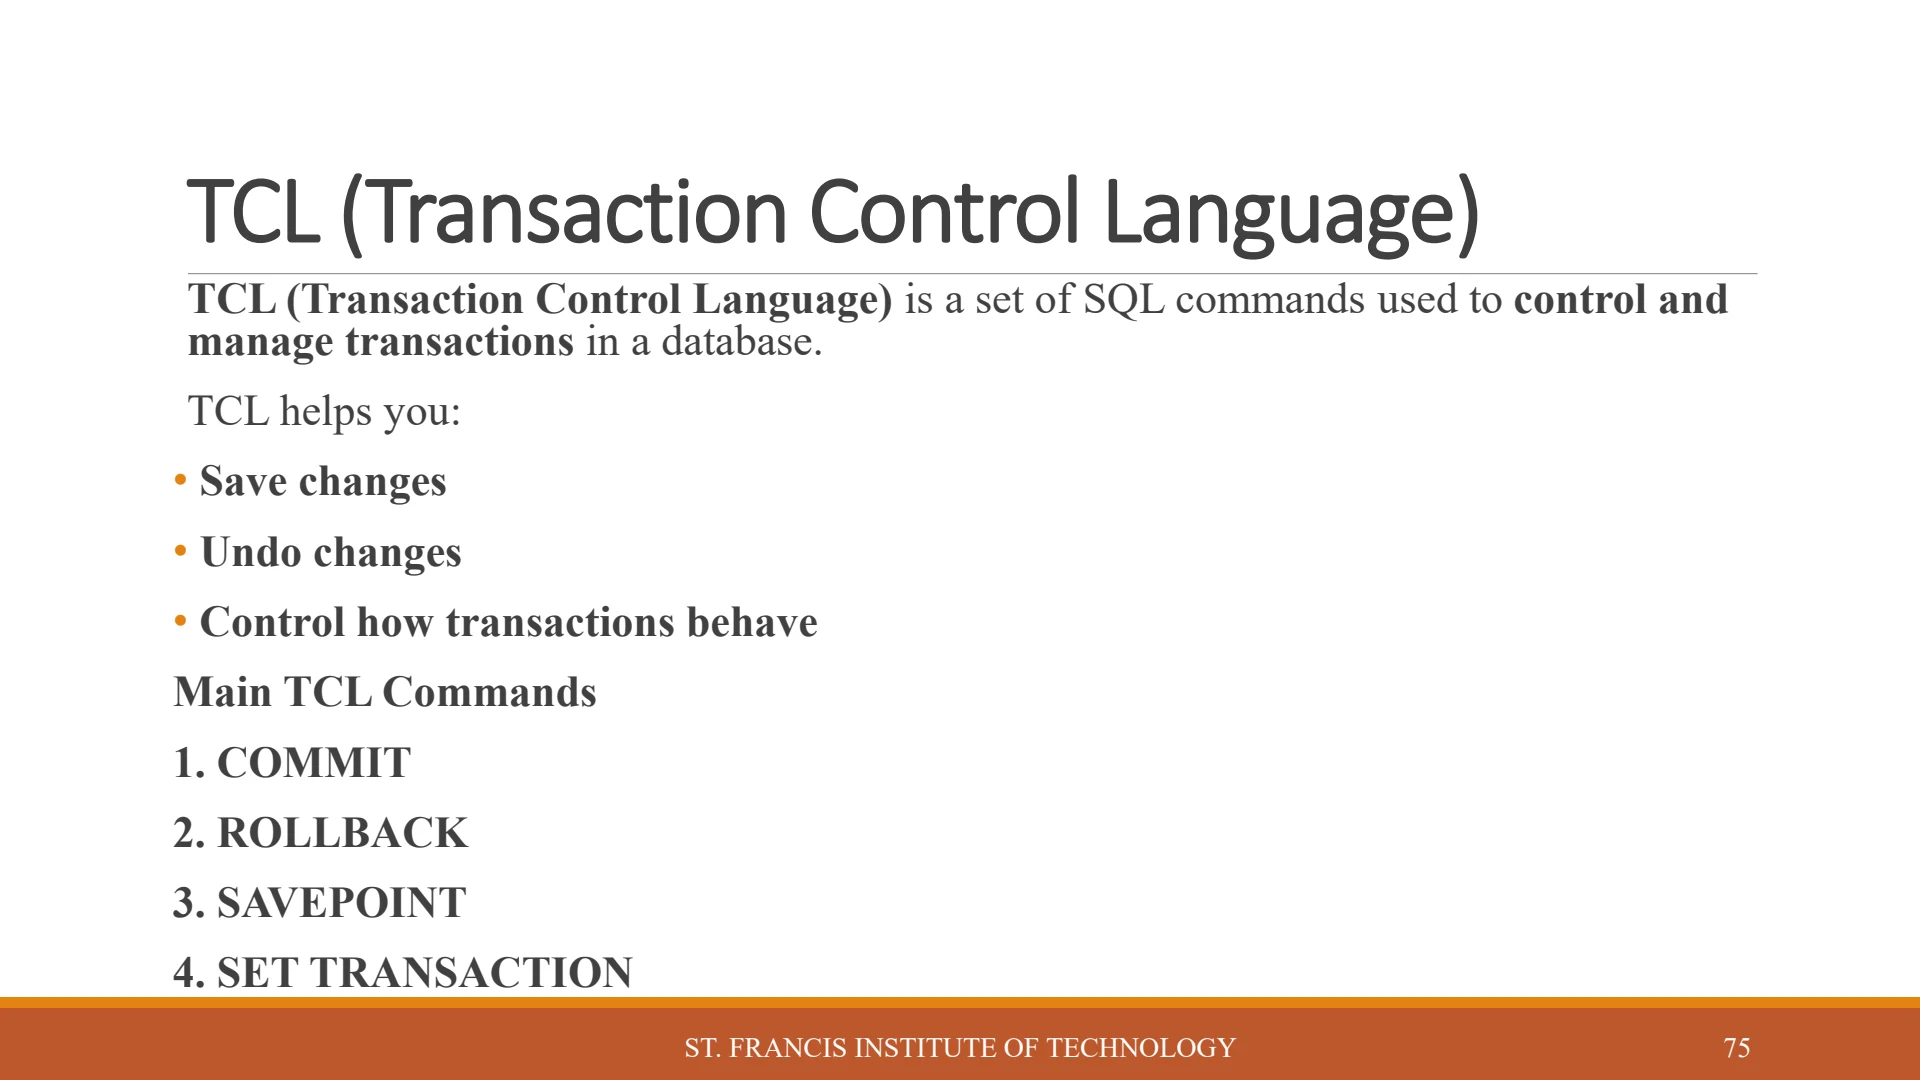 TCL (Transaction Control Language)
TCL (Transaction Control Language) is a set of SQL commands used to control and
manage transactions in a database.
TCL helps you:
• Save changes
• Undo changes
• Control how transactions behave
Main TCL Commands
1. COMMIT
2. ROLLBACK
3. SAVEPOINT
4. SET TRANSACTION
ST. FRANCIS INSTITUTE OF TECHNOLOGY
75